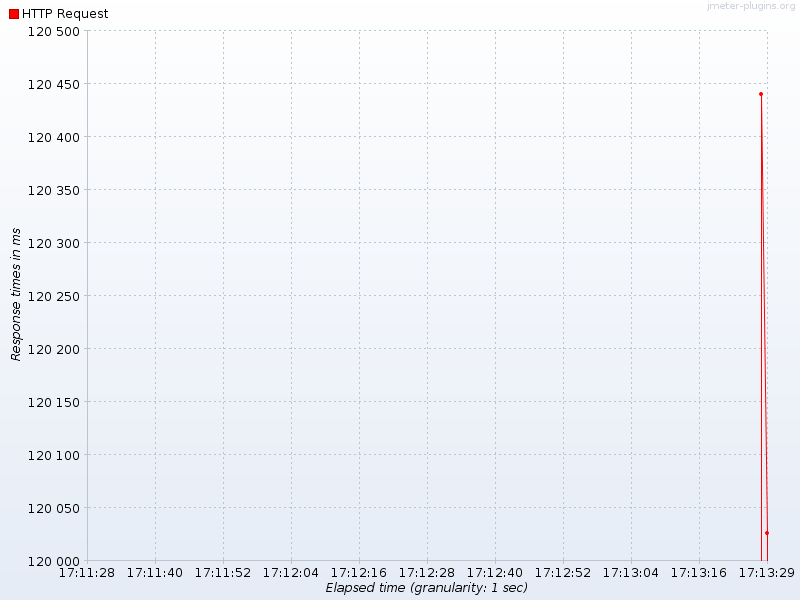 jmeter-plugins.org
HTTP Request
120 500
120 450
120 400
120 350
120 300
120 250
120 200
120 150
120 100
120 050
120 000
Response times in ms
17:11:28 17:11:40 17:11:52 17:12:04 17:12:16 17:12:28 17:12:40 17:12:52 17:13:04 17:13:16 17:13:29
Elapsed time (granularity: 1 sec)